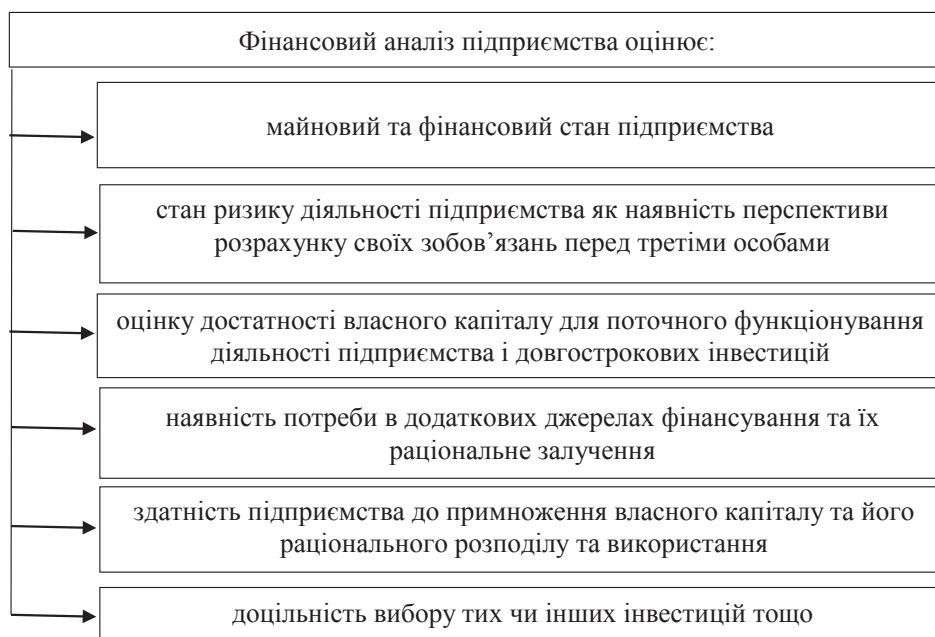 Фінансовий аналіз підприємства оцінює:
майновий та фінансовий стан підприємства
стан ризику діяльності підприємства як наявність перспективи
розрахунку своїх зобов’язань перед третіми особами
оцінку достатності власного капіталу для поточного функціонування
діяльності підприємства і довгострокових інвестицій
наявність потреби в додаткових джерелах фінансування та їх
раціональне залучення
здатність підприємства до примноження власного капіталу та його
раціонального розподілу та використання
доцільність вибору тих чи інших інвестицій тощо